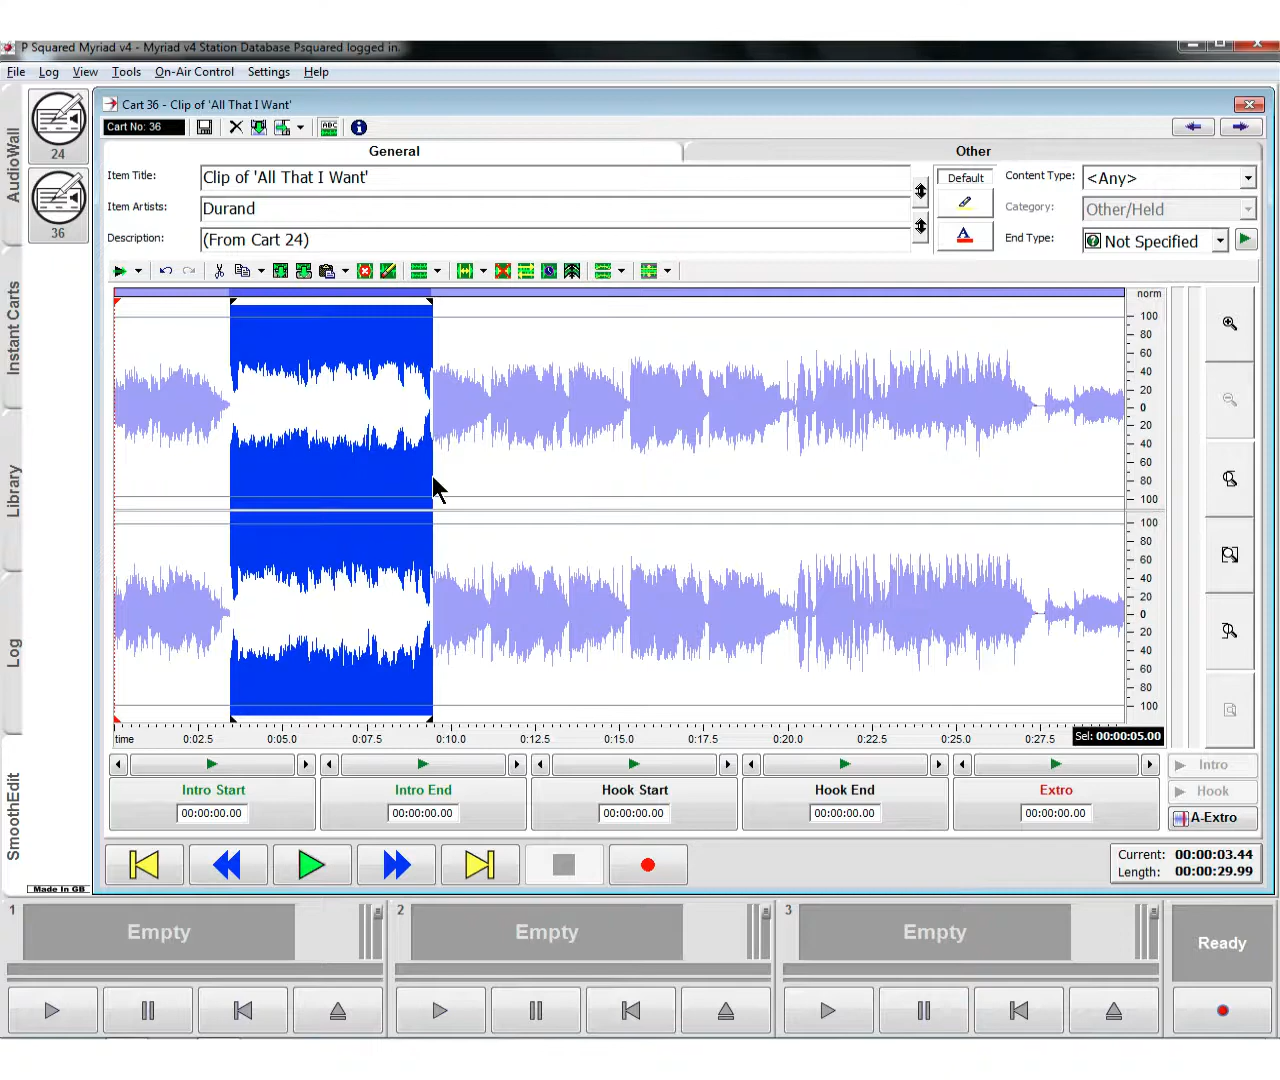 P Squared Myriad v4 - Myriad v4 Station Database Psquared logged in.
File Log View Tools On-Air Control Settings Help
Cart 36 - Clip of 'All That I Want'
Cart No: 36
ABC
General Other
Item Title: Clip of 'All That I Want'
Item Artists: Durand
Description: (From Cart 24)
Default
A
Content Type: <Any>
Category: Other/Held
End Type: Not Specified
24
36
AudioWall
Instant Carts
Library
Log
SmoothEdit
Made In GB
norm
100
80
60
40
20
0
20
40
60
80
100
100
80
60
40
20
0
20
40
60
80
100
time 0:02.5 0:05.0 0:07.5 0:10.0 0:12.5 0:15.0 0:17.5 0:20.0 0:22.5 0:25.0 0:27.5
Sel: 00:00:05.00
Intro Start Intro End Hook Start Hook End Extro
00:00:00.00 00:00:00.00 00:00:00.00 00:00:00.00 00:00:00.00
Intro
Hook
A-Extro
Current: 00:00:03.44
Length: 00:00:29.99
1 Empty 2 Empty 3 Empty
Ready